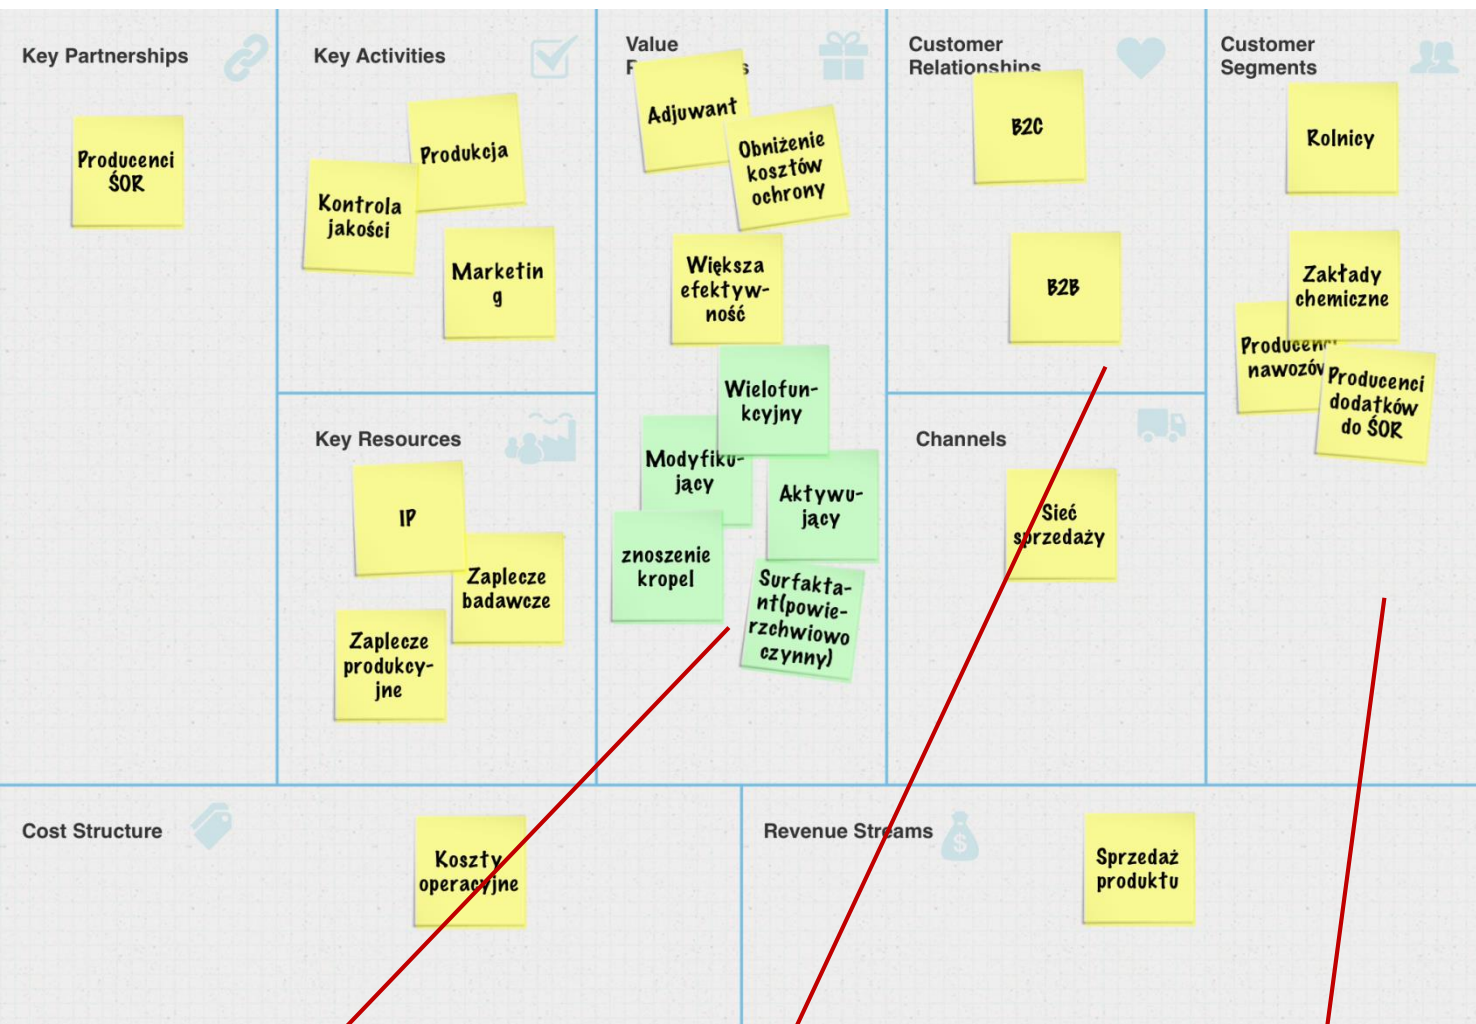 Key Partnerships
Producenci
ŚOR
Key Activities
Produkcja
Kontrola
jakości
Marketin
g
Key Resources
IP
Zaplecze
badawcze
Zaplecze
produkcy-
jne
Value
Adjuwant
Obniżenie
kosztów
ochrony
Większa
efektyw-
ność
Wielofun-
kcyjny
Modyfiku-
jący
Aktywu-
jący
znoszenie
kropel
Surfakta-
nt(powie-
rzchwiowo
czynny)
Customer
Relationships
B2C
B2B
Channels
Sieć
sprzedaży
Customer
Segments
Rolnicy
Zakłady
chemiczne
nawozów
Producenci
dodatków
do ŚOR
Cost Structure
Koszty
operacyjne
Revenue Streams
$
Sprzedaż
produktu